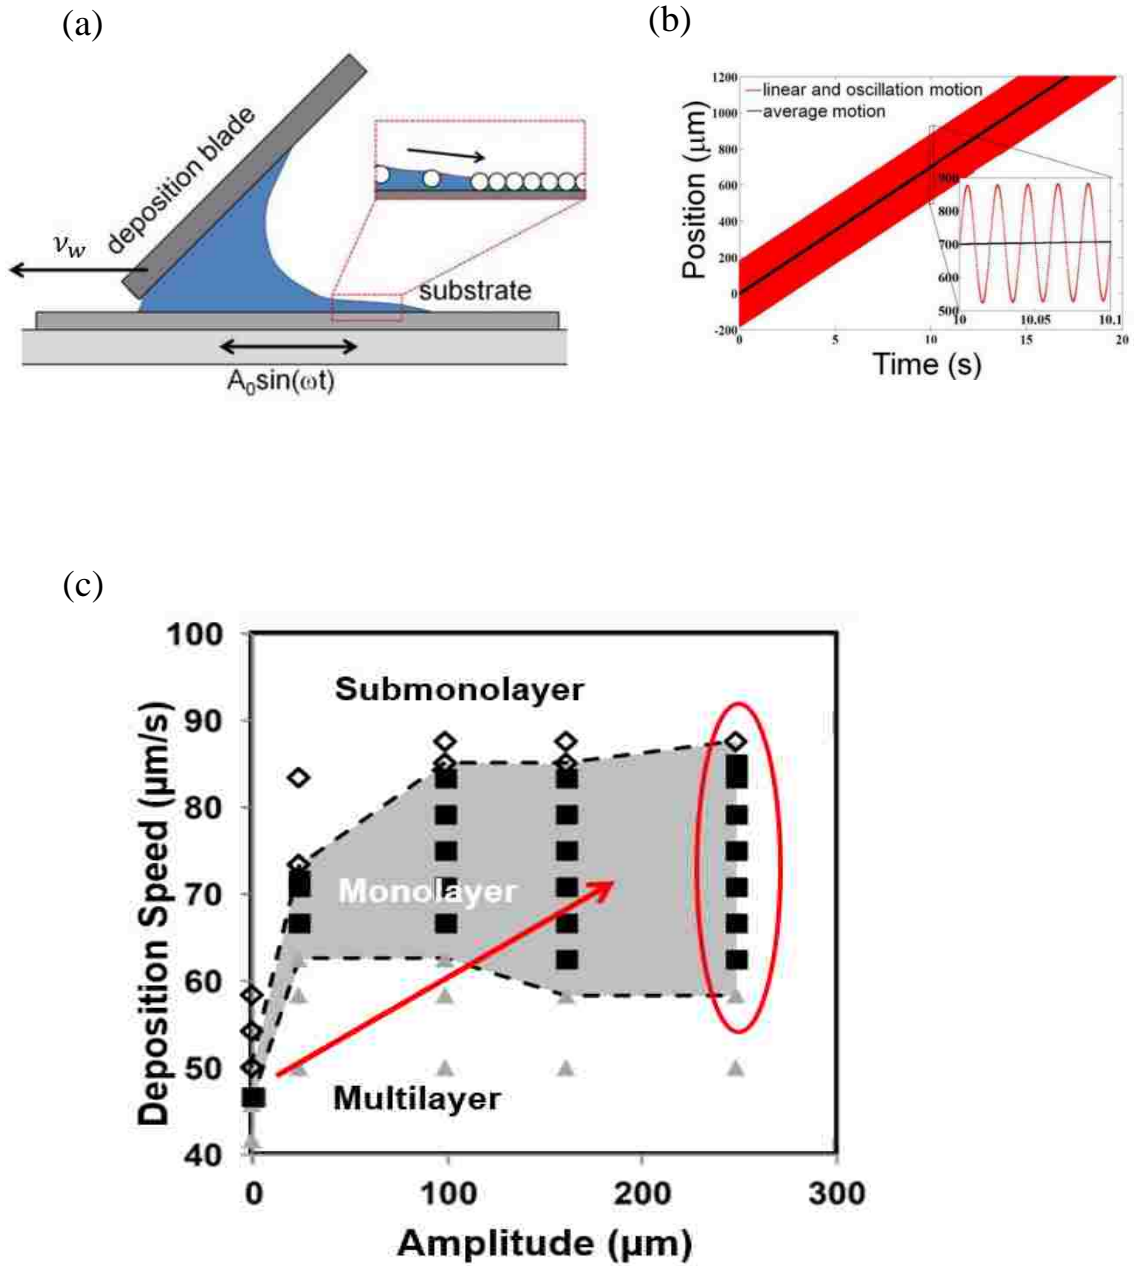 (a)
deposition blade
ν_w
substrate
A₀sin(ωt)
(b)
1200
1000
800
600
400
200
0
-200
Position (μm)
linear and oscillation motion
average motion
900
800
700
600
500
10
10.05
10.1
0
5
10
15
20
Time (s)
(c)
100
90
80
70
60
50
40
Deposition Speed (μm/s)
Submonolayer
Monolayer
Multilayer
0
100
200
300
Amplitude (μm)